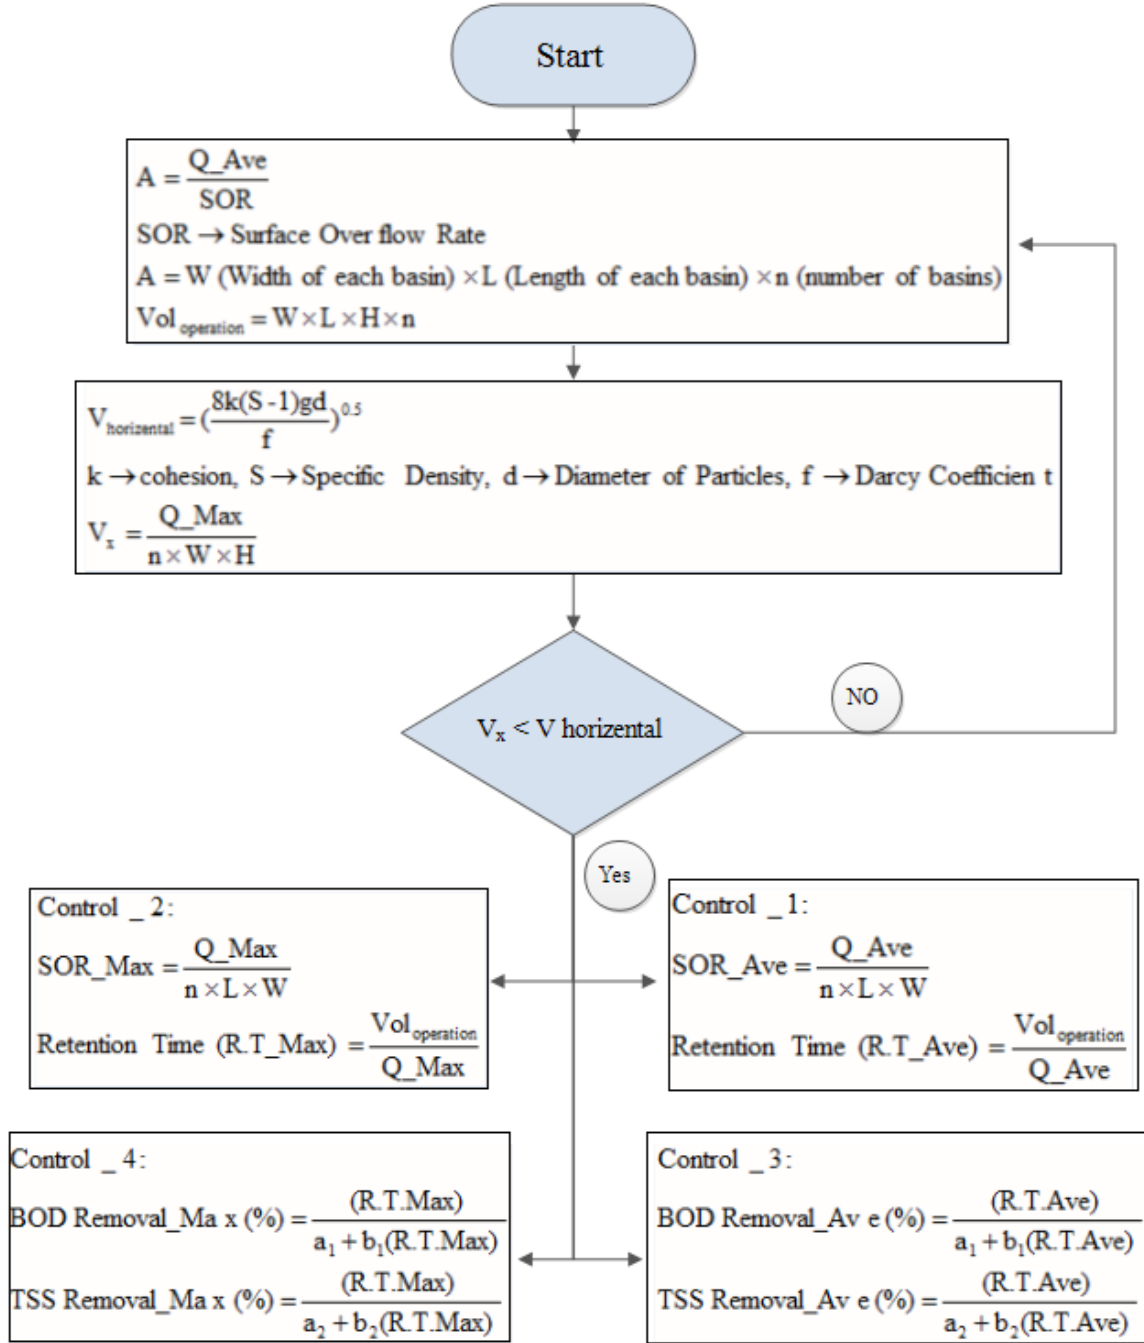 Start
A = Q_Ave / SOR
SOR → Surface Over flow Rate
A = W (Width of each basin) ×L (Length of each basin) ×n (number of basins)
Vol operation = W×L×H×n
V horizental = (8k(S-1)gd / f)^0.5
k → cohesion, S → Specific Density, d → Diameter of Particles, f → Darcy Coefficien t
Vx = Q_Max / n×W×H
Vx < V horizental
NO
Yes
Control _ 2:
SOR_Max = Q_Max / n×L×W
Retention Time (R.T_Max) = Vol operation / Q_Max
Control _ 1:
SOR_Ave = Q_Ave / n×L×W
Retention Time (R.T_Ave) = Vol operation / Q_Ave
Control _ 4:
BOD Removal_Ma x (%) = (R.T.Max) / a1 + b1(R.T.Max)
TSS Removal_Ma x (%) = (R.T.Max) / a2 + b2(R.T.Max)
Control _ 3:
BOD Removal_Av e (%) = (R.T.Ave) / a1 + b1(R.T.Ave)
TSS Removal_Av e (%) = (R.T.Ave) / a2 + b2(R.T.Ave)